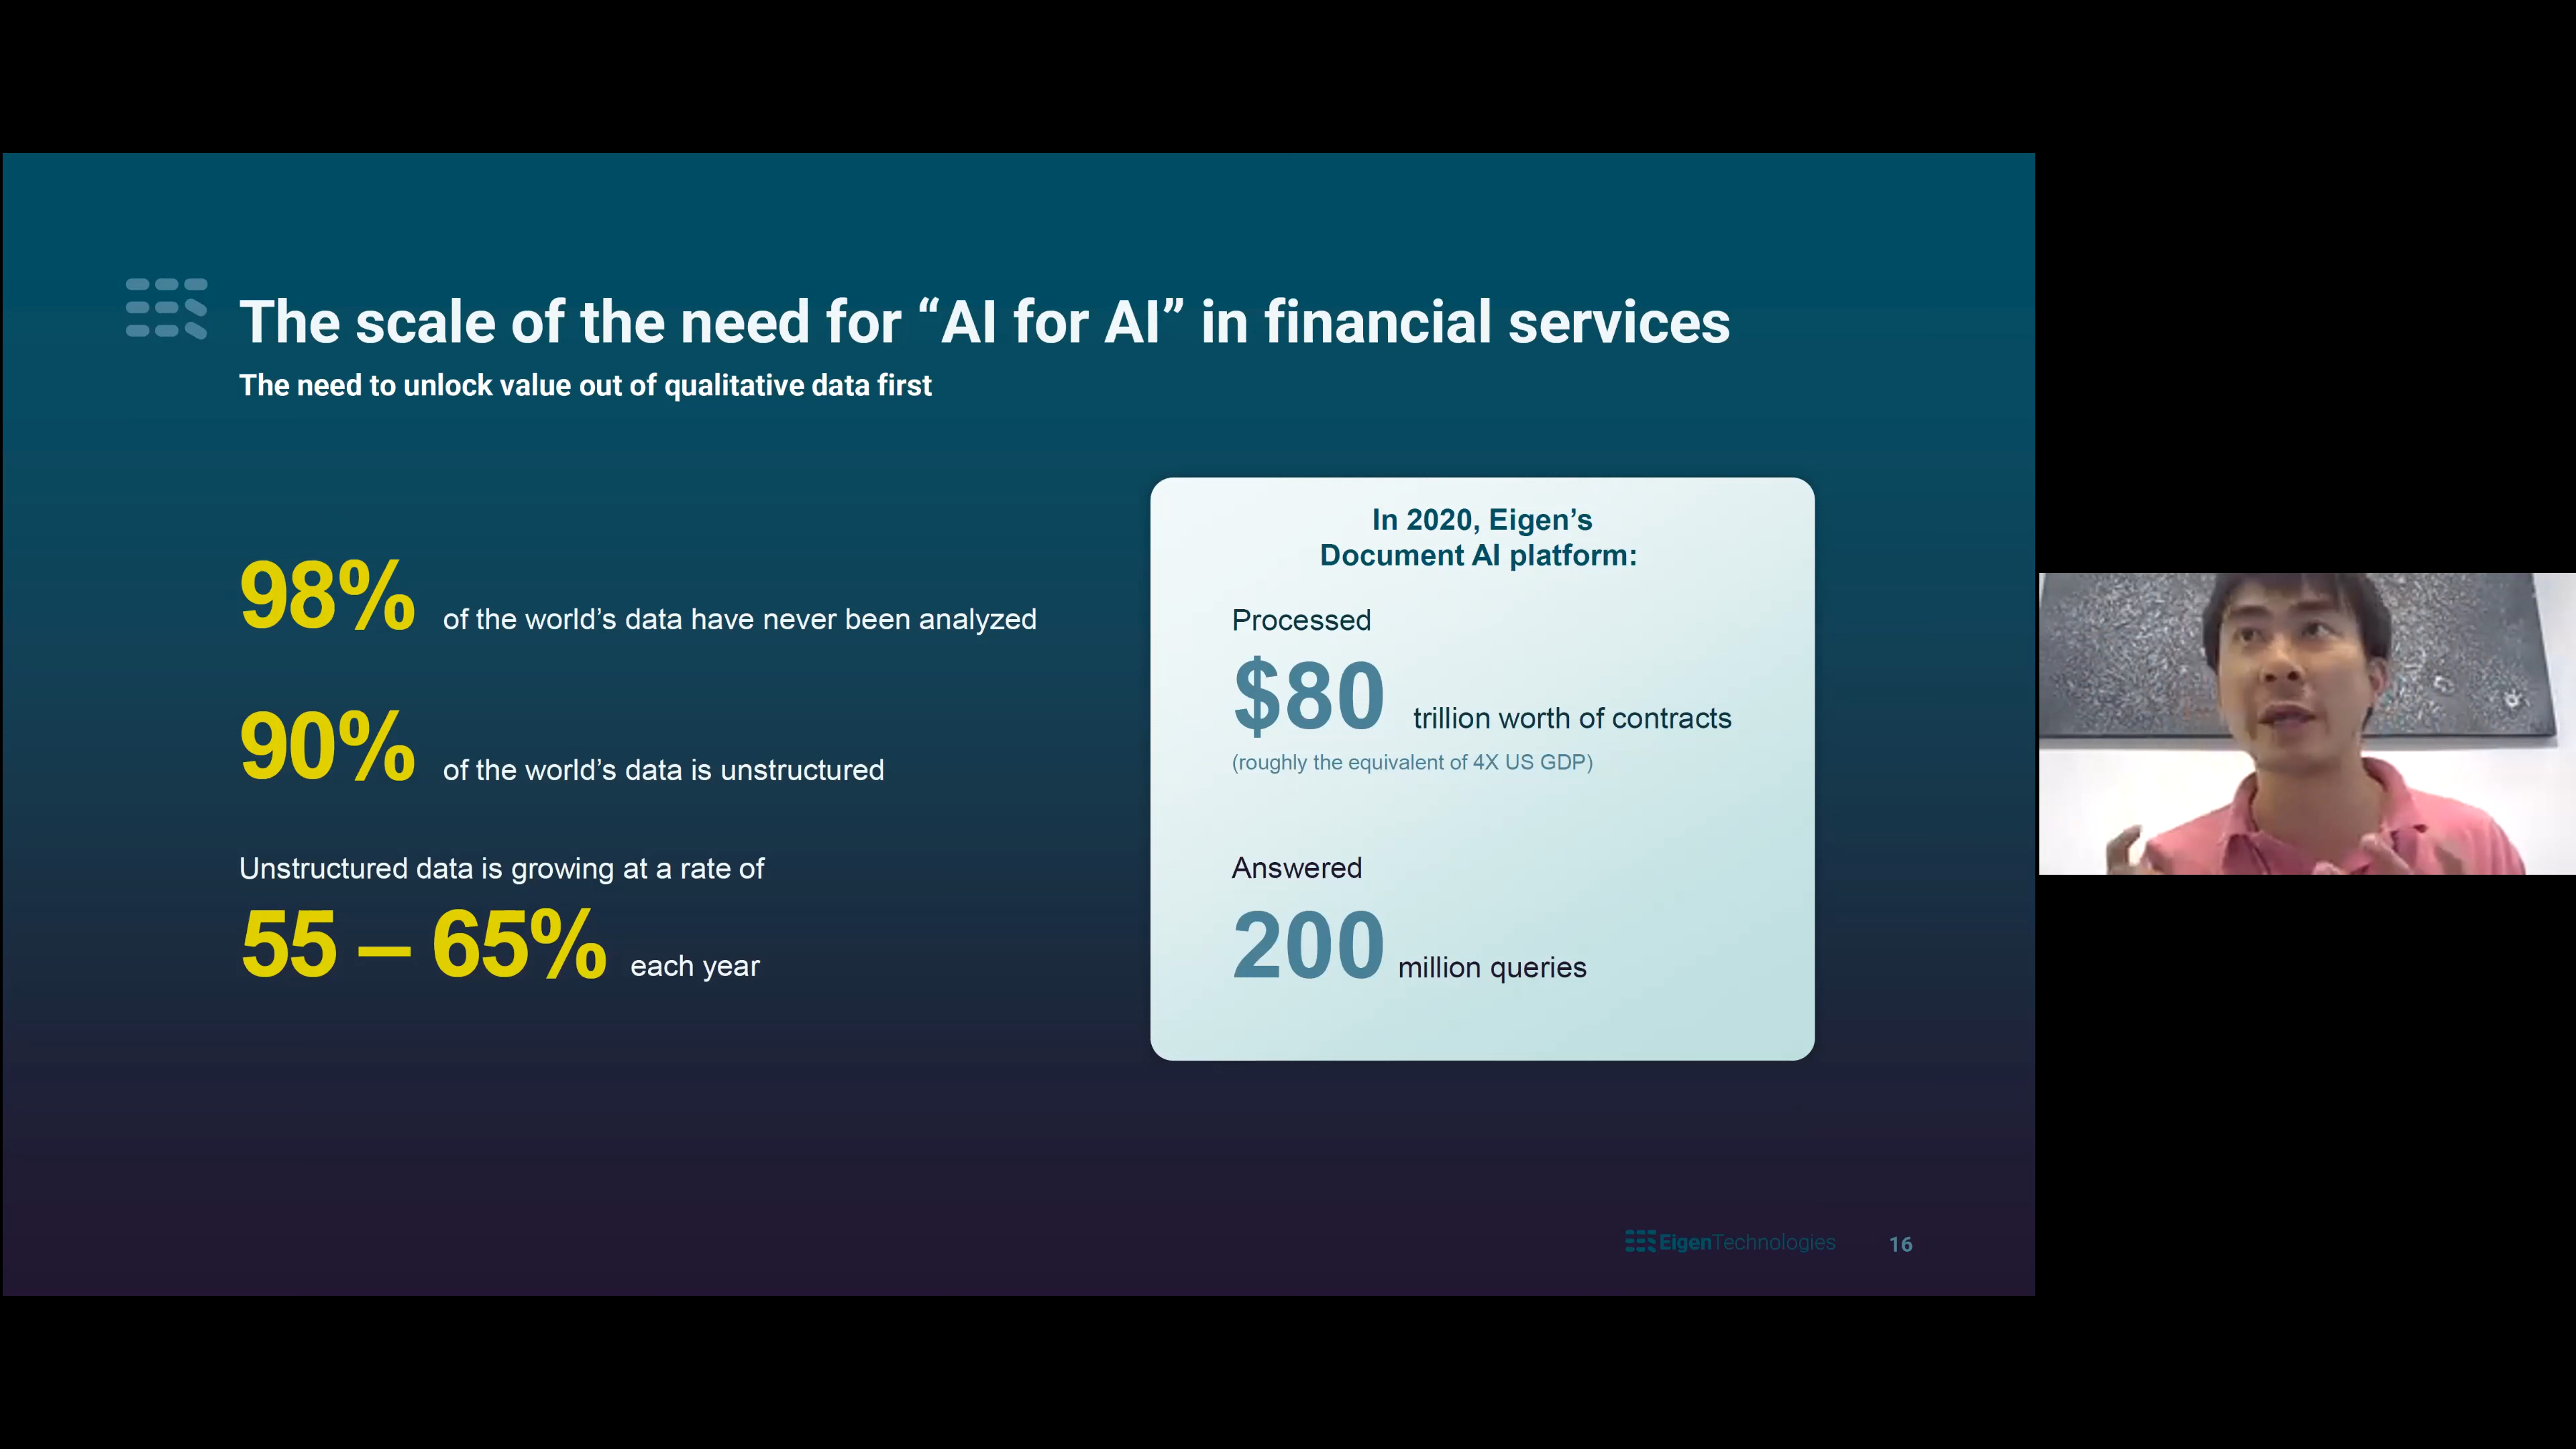 The scale of the need for “AI for AI” in financial services
The need to unlock value out of qualitative data first
98% of the world’s data have never been analyzed
90% of the world’s data is unstructured
Unstructured data is growing at a rate of
55 – 65% each year
In 2020, Eigen’s
Document AI platform:
Processed
$80 trillion worth of contracts
(roughly the equivalent of 4X US GDP)
Answered
200 million queries
EigenTechnologies
16